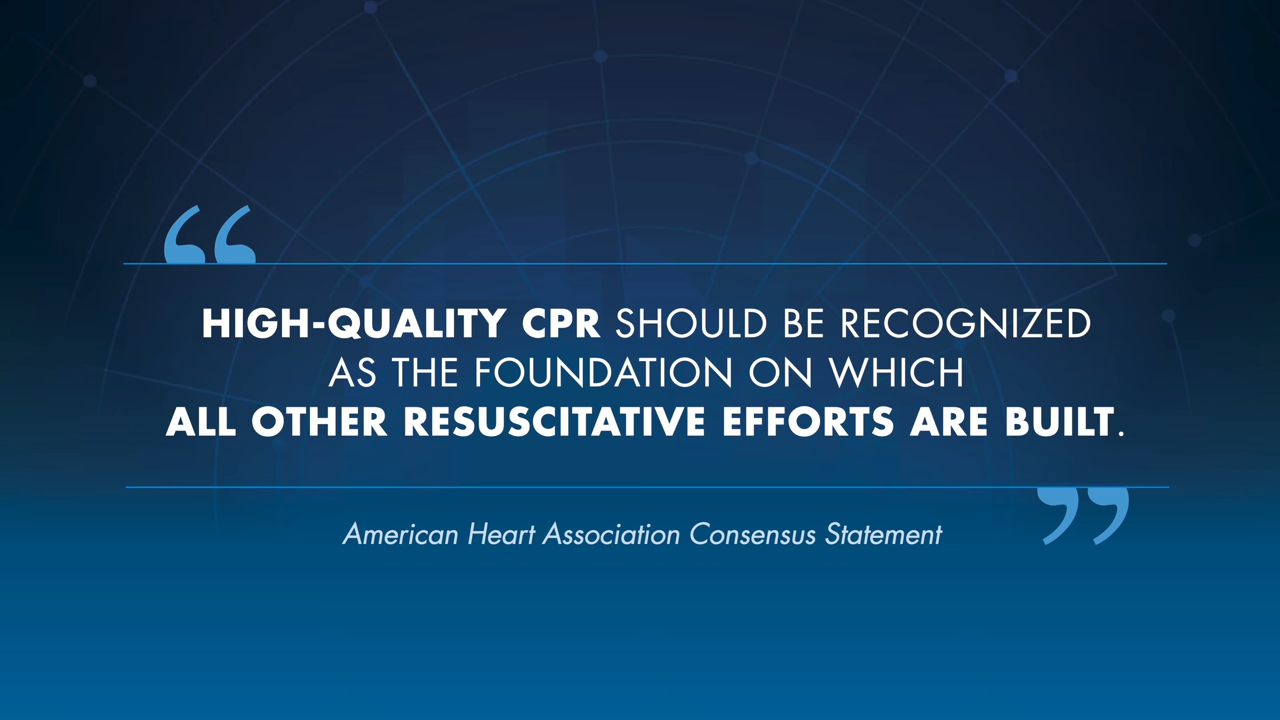 “
HIGH-QUALITY CPR SHOULD BE RECOGNIZED
AS THE FOUNDATION ON WHICH
ALL OTHER RESUSCITATIVE EFFORTS ARE BUILT.
”
American Heart Association Consensus Statement